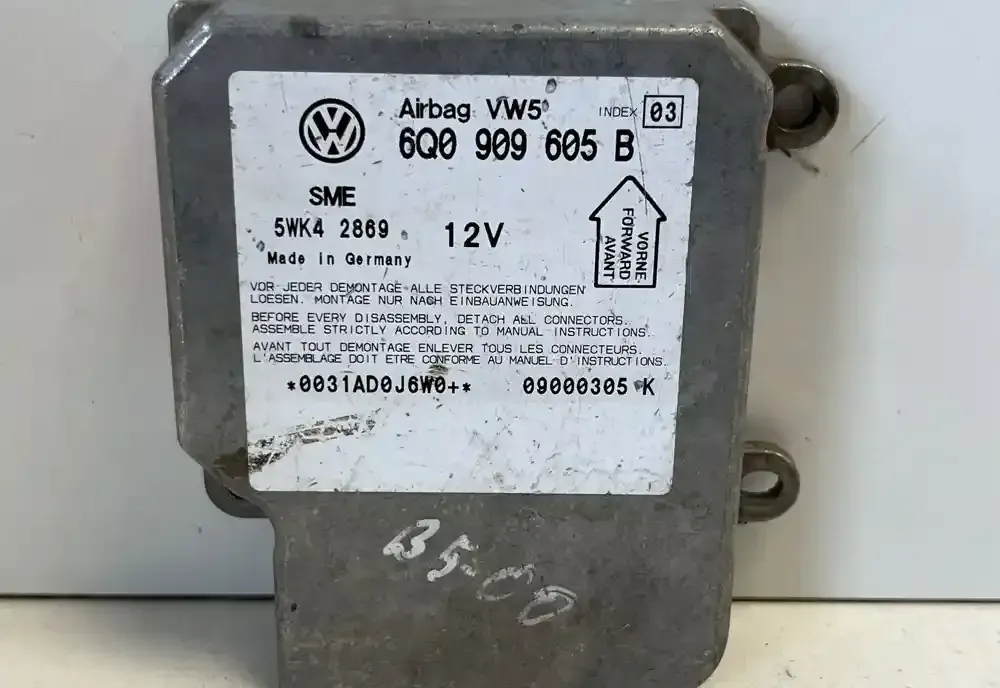 Airbag VW5 INDEX 03
6Q0 909 605 B
SME
5WK4 2869 12V
Made in Germany
VORNE
FORWARD
AVANT
VOR JEDER DEMONTAGE ALLE STECKVERBINDUNGEN
LOESEN. MONTAGE NUR NACH EINBAUANWEISUNG.
BEFORE EVERY DISASSEMBLY, DETACH ALL CONNECTORS.
ASSEMBLE STRICTLY ACCORDING TO MANUAL INSTRUCTIONS.
AVANT TOUT DEMONTAGE ENLEVER TOUS LES CONNECTEURS.
L'ASSEMBLAGE DOIT ETRE CONFORME AU MANUEL D'INSTRUCTIONS.
*0031AD0J6W0+* 09000305 K
B5-00